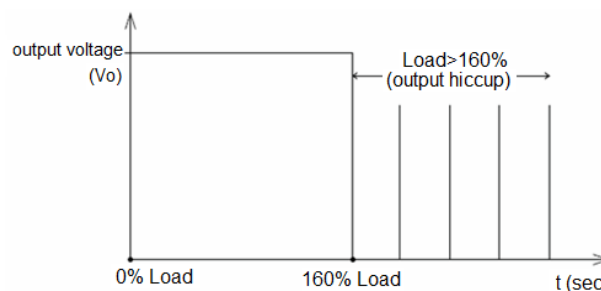 output voltage
(Vo)
Load>160%
(output hiccup)
0% Load
160% Load
t (sec